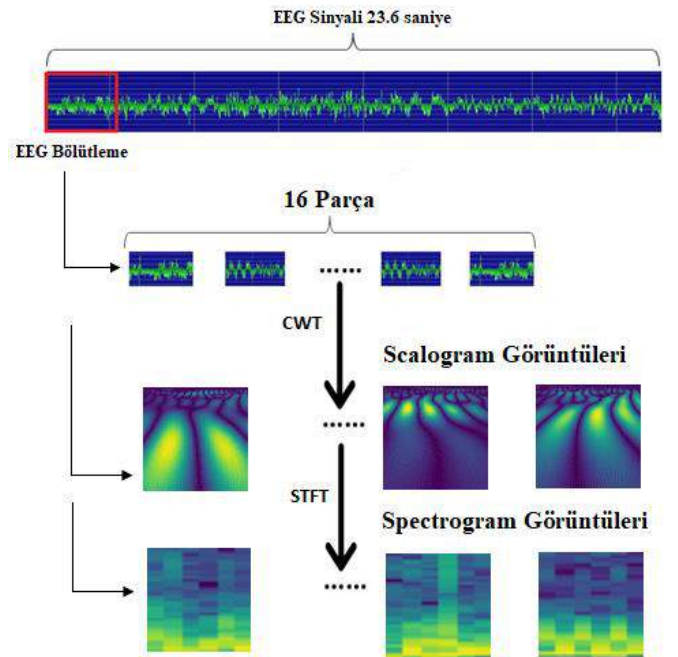 EEG Sinyali 23.6 saniye
EEG Bölütleme
16 Parça
CWT
Scalogram Görüntüleri
STFT
Spectrogram Görüntüleri